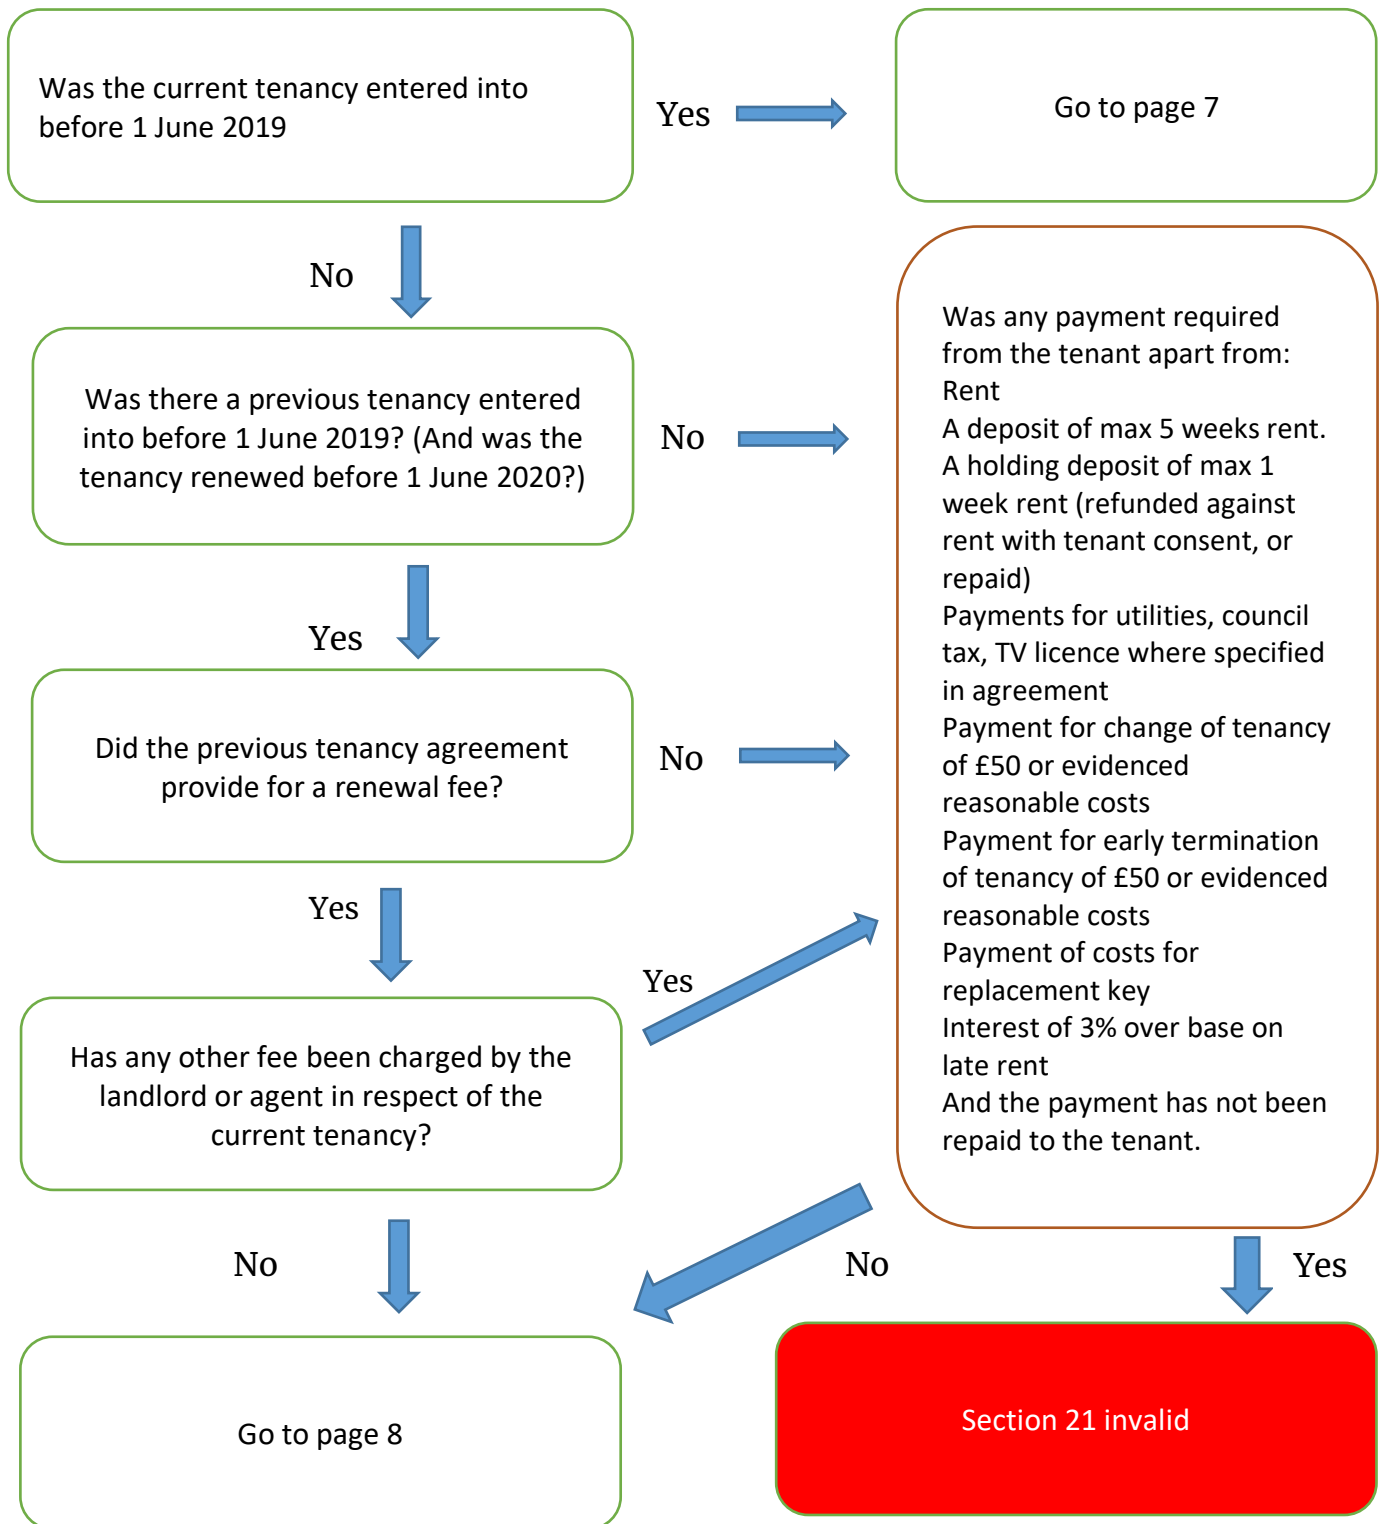 Was the current tenancy entered into
before 1 June 2019
Yes
Go to page 7
No
Was there a previous tenancy entered
into before 1 June 2019? (And was the
tenancy renewed before 1 June 2020?)
No
Yes
Did the previous tenancy agreement
provide for a renewal fee?
No
Yes
Has any other fee been charged by the
landlord or agent in respect of the
current tenancy?
Yes
Was any payment required
from the tenant apart from:
Rent
A deposit of max 5 weeks rent.
A holding deposit of max 1
week rent (refunded against
rent with tenant consent, or
repaid)
Payments for utilities, council
tax, TV licence where specified
in agreement
Payment for change of tenancy
of £50 or evidenced
reasonable costs
Payment for early termination
of tenancy of £50 or evidenced
reasonable costs
Payment of costs for
replacement key
Interest of 3% over base on
late rent
And the payment has not been
repaid to the tenant.
No
No
Yes
Go to page 8
Section 21 invalid